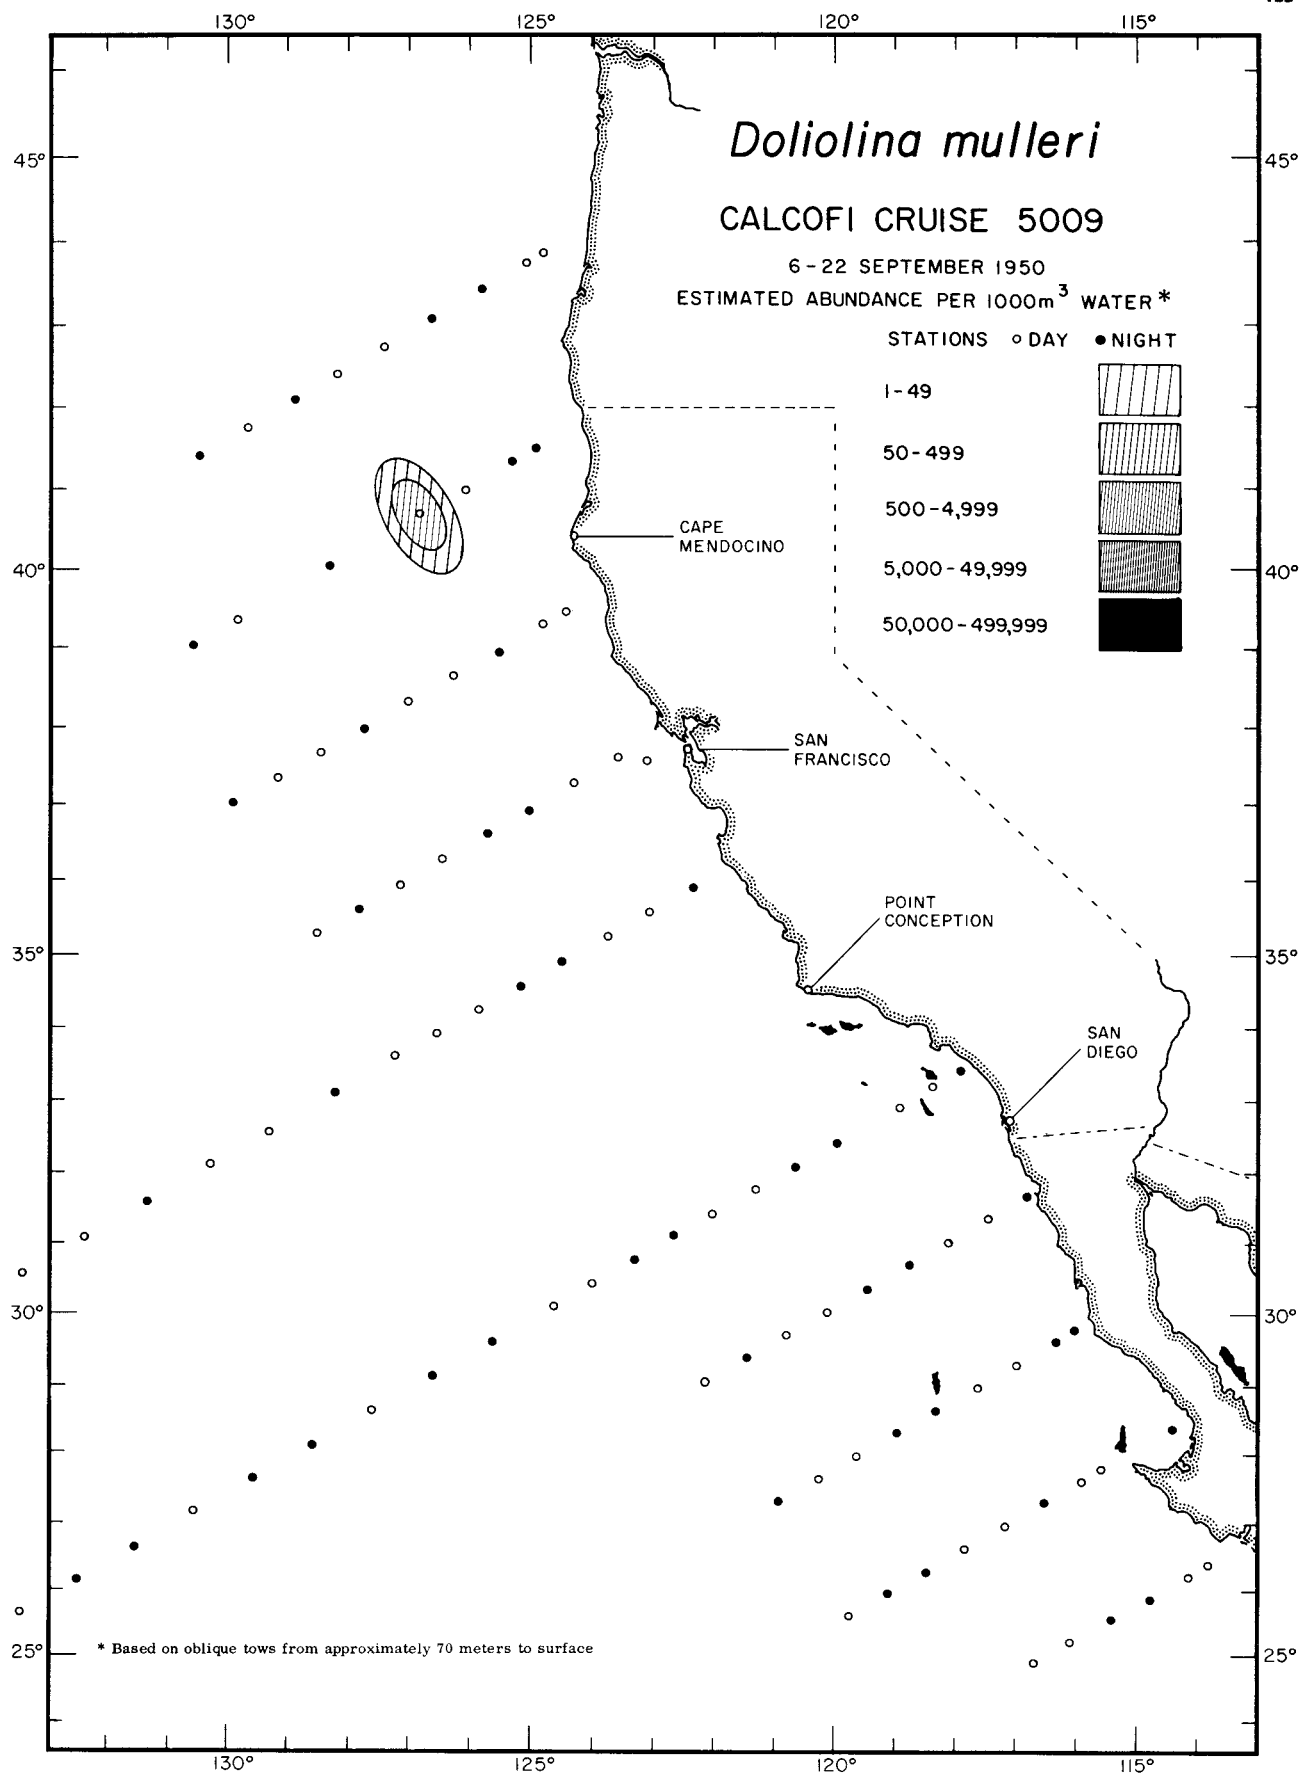 130° 125° 120° 115°
Doliolina mulleri
45° 45°
CALCOFI CRUISE 5009
6-22 SEPTEMBER 1950
ESTIMATED ABUNDANCE PER 1000m³ WATER*
STATIONS ○ DAY ● NIGHT
1-49
50-499
500-4,999
CAPE
MENDOCINO
5,000-49,999
40° 40°
50,000-499,999
SAN
FRANCISCO
POINT
CONCEPTION
35° 35°
SAN
DIEGO
30° 30°
* Based on oblique tows from approximately 70 meters to surface
25° 25°
130° 125° 120° 115°